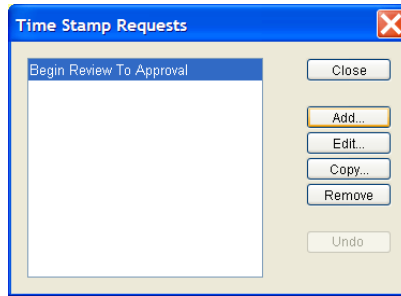 Time Stamp Requests
Begin Review To Approval
Close
Add...
Edit...
Copy...
Remove
Undo